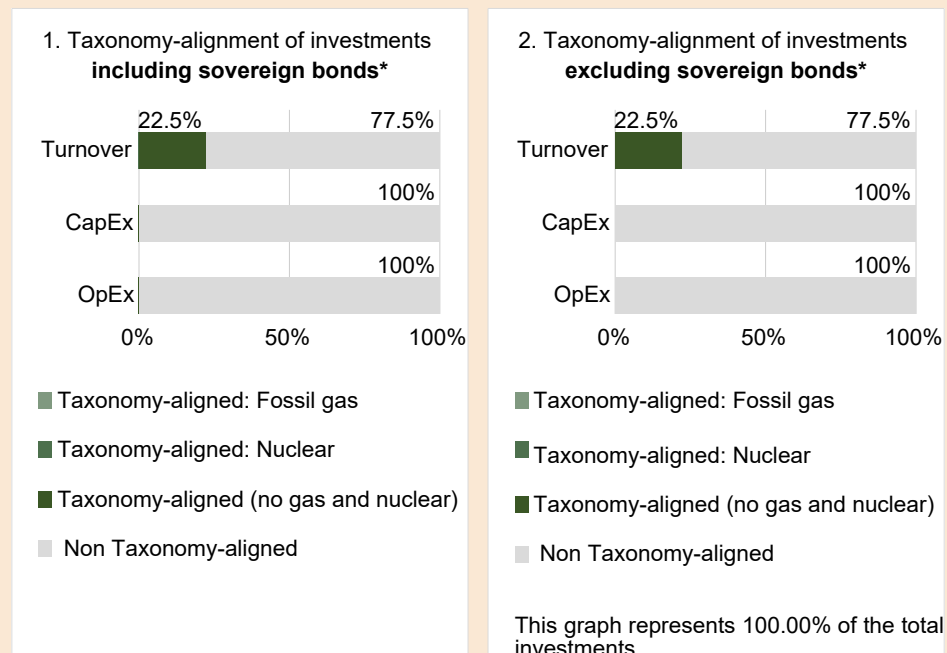 1. Taxonomy-alignment of investments
including sovereign bonds*
22.5% 77.5%
Turnover
100%
CapEx
100%
OpEx
0% 50% 100%
Taxonomy-aligned: Fossil gas
Taxonomy-aligned: Nuclear
Taxonomy-aligned (no gas and nuclear)
Non Taxonomy-aligned
2. Taxonomy-alignment of investments
excluding sovereign bonds*
22.5% 77.5%
Turnover
100%
CapEx
100%
OpEx
0% 50% 100%
Taxonomy-aligned: Fossil gas
Taxonomy-aligned: Nuclear
Taxonomy-aligned (no gas and nuclear)
Non Taxonomy-aligned
This graph represents 100.00% of the total
investments